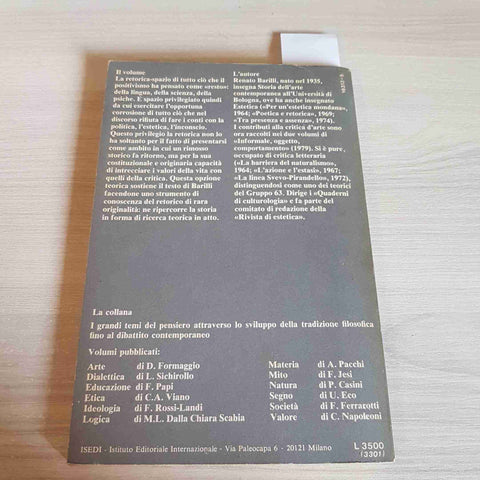 Il volume
La retorica-spazio di tutto ciò che il
positivismo ha pensato come «resto»:
della lingua, della scienza, della
psiche. È spazio privilegiato quindi
da cui esercitare l'opportuna
corrosione di tutto ciò che nel
discorso rifiuta di fare i conti con la
politica, l'estetica, l'inconscio.
Questo privilegio la retorica non lo
ha soltanto per il fatto di presentarsi
come ambito in cui un rimosso
storico fa ritorno, ma per la sua
costituzionale e originaria capacità
di intrecciare i valori della vita con
quelli della critica. Questa opzione
teorica sostiene il testo di Barilli
facendone uno strumento di
conoscenza del retorico di rara
originalità: ne ripercorre la storia
in forma di ricerca teorica in atto.
L'autore
Renato Barilli, nato nel 1935,
insegna Storia dell'arte
contemporanea all'Università di
Bologna, ove ha anche insegnato
Estetica («Per un'estetica mondana»,
1964; «Poetica e retorica», 1969;
«Tra presenza e assenza», 1974).
I contributi alla critica d'arte sono
ora raccolti nei due volumi di
«Informale, oggetto,
comportamento» (1979). Si è pure,
occupato di critica letteraria
(«La barriera del naturalismo»,
1964; «L'azione e l'estasi», 1967;
«La linea Svevo-Pirandello», 1972),
distinguendosi come uno dei teorici
del Gruppo 63. Dirige i «Quaderni
di culturologia» e fa parte del
comitato di redazione della
«Rivista di estetica».
La collana
I grandi temi del pensiero attraverso lo sviluppo della tradizione filosofica
fino al dibattito contemporaneo
Volumi pubblicati:
Arte di D. Formaggio
Dialettica di L. Sichirollo
Educazione di F. Papi
Etica di C.A. Viano
Ideologia di F. Rossi-Landi
Logica di M.L. Dalla Chiara Scabia
Materia di A. Pacchi
Mito di F. Jesi
Natura di P. Casini
Segno di U. Eco
Società di F. Ferrarotti
Valore di C. Napoleoni
ISEDI - Istituto Editoriale Internazionale - Via Paleocapa 6 - 20121 Milano
L 3500
(3301)